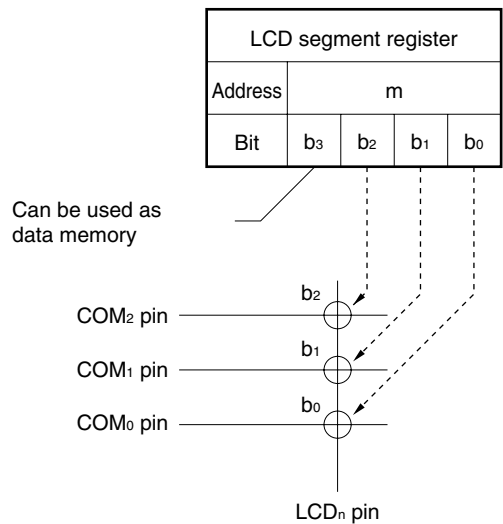 LCD segment register
Address m
Bit b₃ b₂ b₁ b₀
Can be used as
data memory
b₂
COM₂ pin
b₁
COM₁ pin
b₀
COM₀ pin
LCDₙ pin